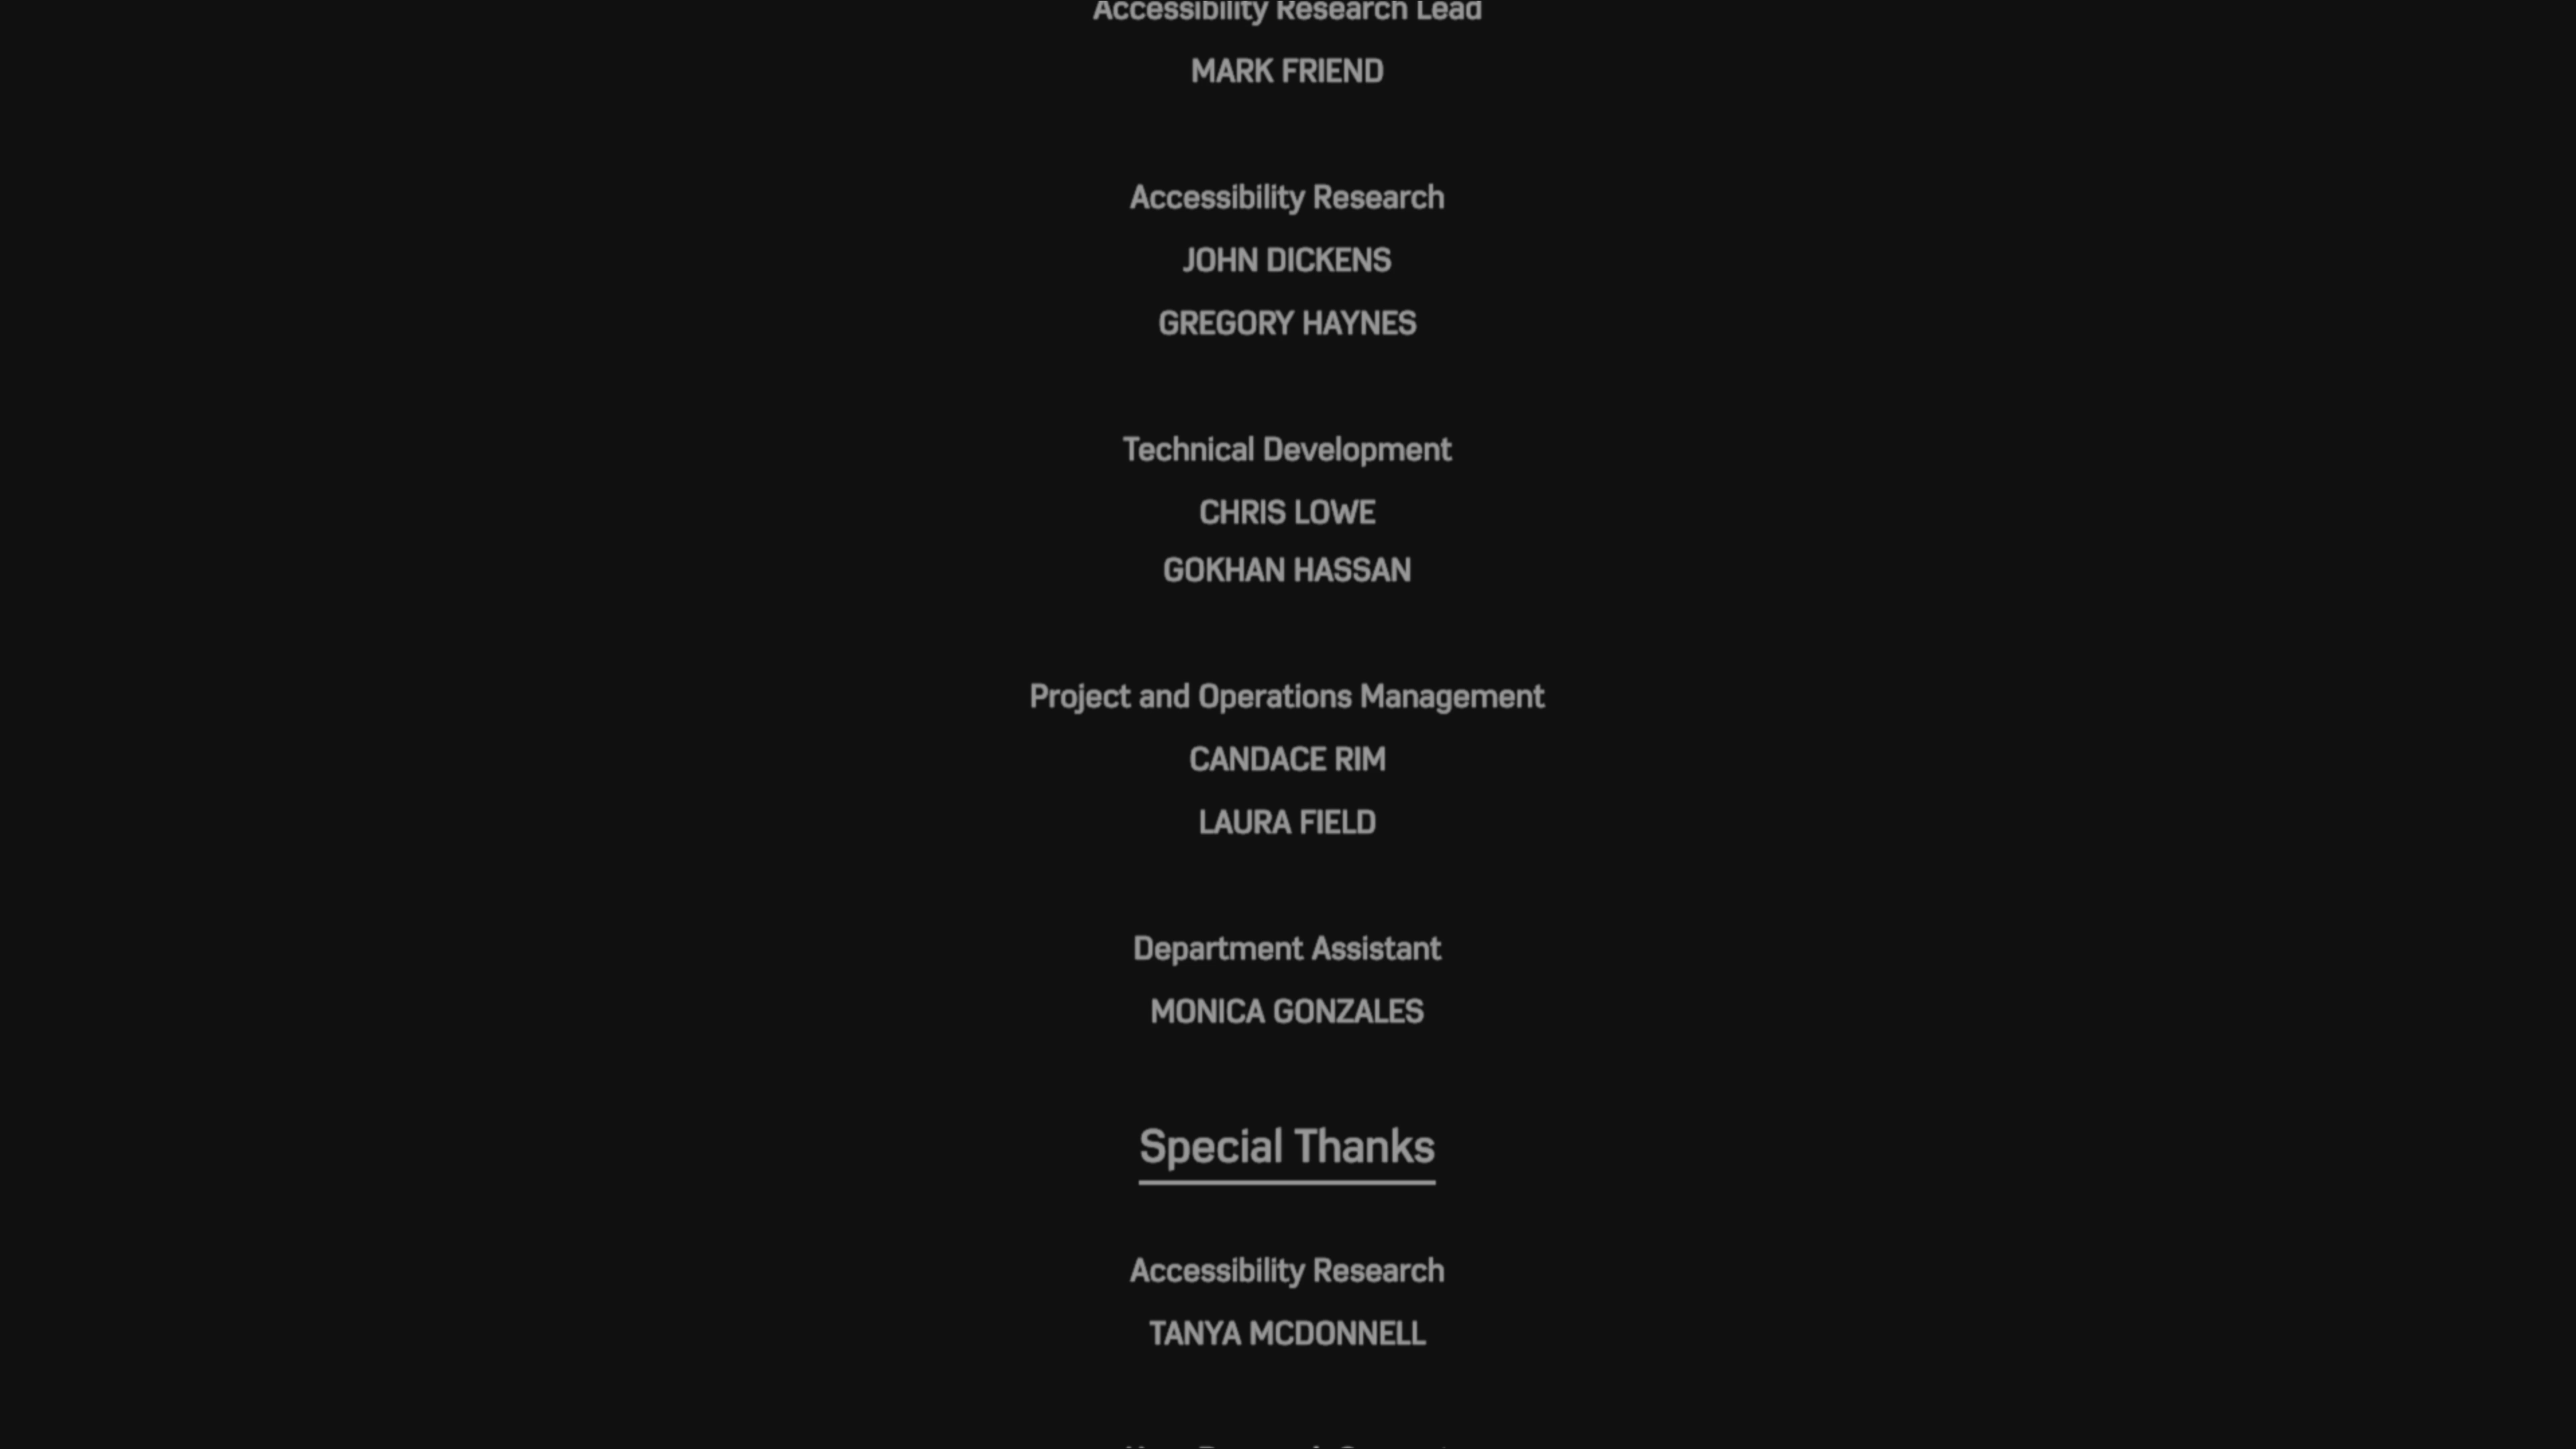 Accessibility Research Lead
MARK FRIEND
Accessibility Research
JOHN DICKENS
GREGORY HAYNES
Technical Development
CHRIS LOWE
GOKHAN HASSAN
Project and Operations Management
CANDACE RIM
LAURA FIELD
Department Assistant
MONICA GONZALES
Special Thanks
Accessibility Research
TANYA MCDONNELL